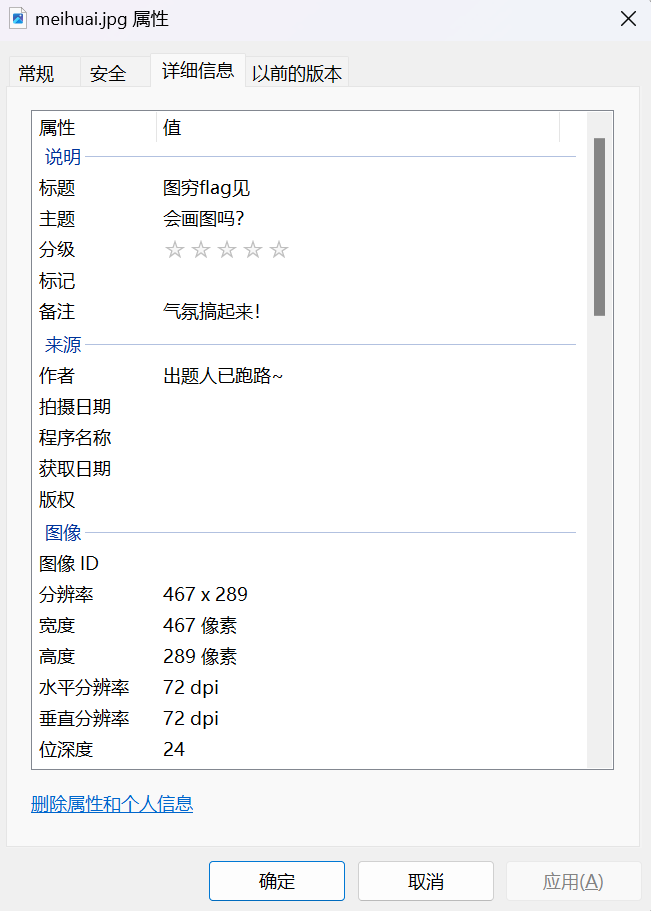 meihuai.jpg 属性
常规 安全 详细信息 以前的版本
属性 值
说明
标题 图穷flag见
主题 会画图吗?
分级 ☆☆☆☆☆
标记
备注 气氛搞起来!
来源
作者 出题人已跑路~
拍摄日期
程序名称
获取日期
版权
图像
图像 ID
分辨率 467 x 289
宽度 467 像素
高度 289 像素
水平分辨率 72 dpi
垂直分辨率 72 dpi
位深度 24
删除属性和个人信息
确定 取消 应用(A)